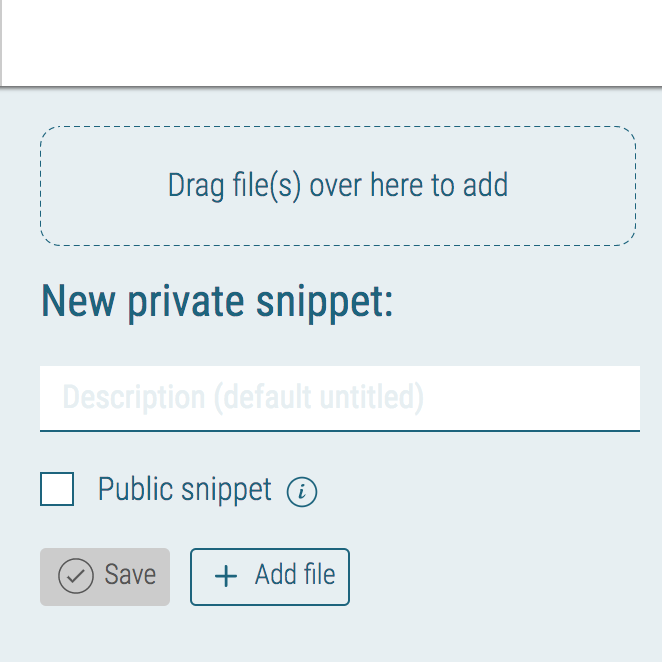 Drag file(s) over here to add
New private snippet:
Description (default untitled)
Public snippet i
Save
+ Add file